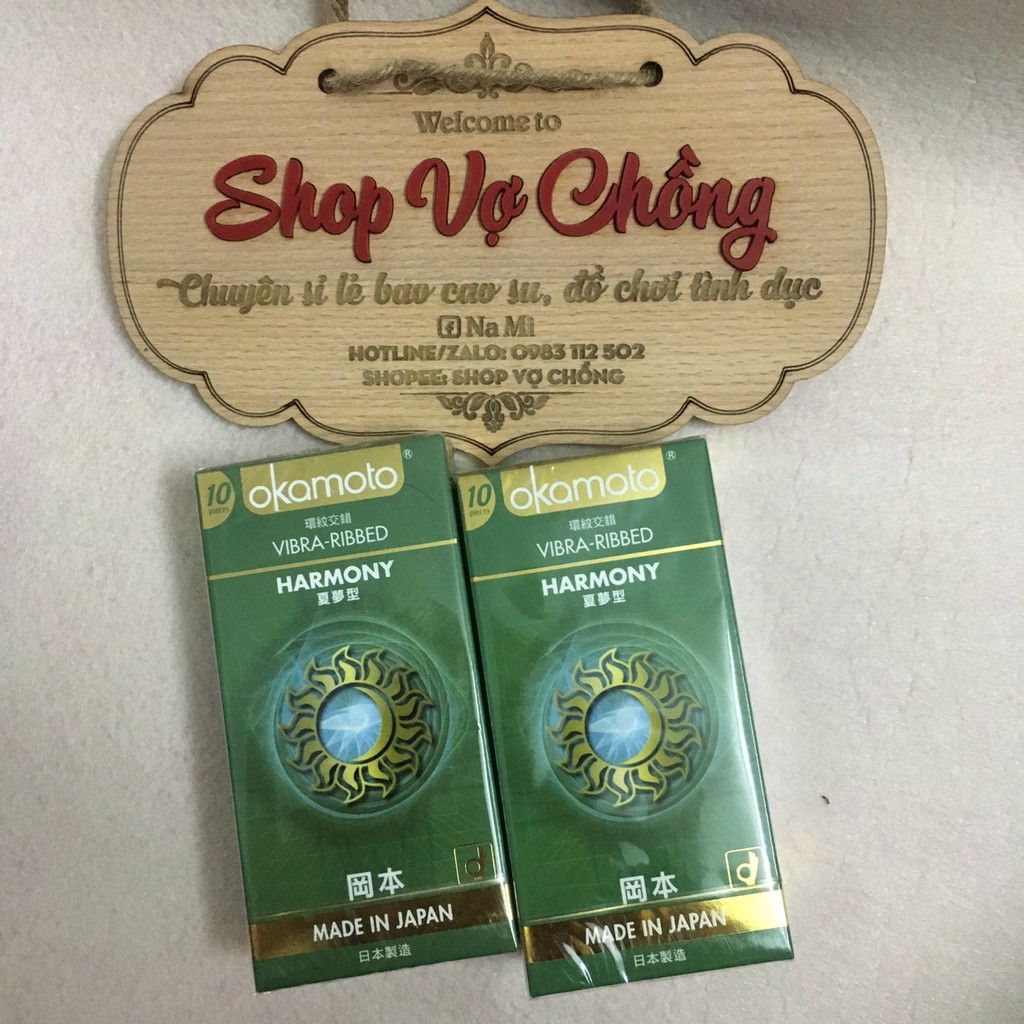 Welcome to
Shop Vợ Chồng
Chuyên sỉ lẻ bao cao su, đồ chơi tình dục
Na Mi
HOTLINE/ZALO: 0983 112 502
SHOPEE: SHOP VỢ CHỒNG
10
pieces
okamoto®
環紋交錯
VIBRA-RIBBED
HARMONY
夏夢型
岡本
MADE IN JAPAN
日本製造
10
pieces
okamoto®
環紋交錯
VIBRA-RIBBED
HARMONY
夏夢型
岡本
MADE IN JAPAN
日本製造